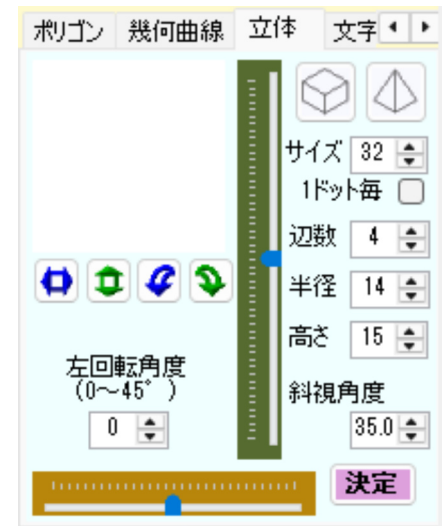 ポリゴン 幾何曲線 立体 文字
サイズ 32
1ドット毎
辺数 4
半径 14
高さ 15
左回転角度
(0~45°)
0
斜視角度
35.0
決定